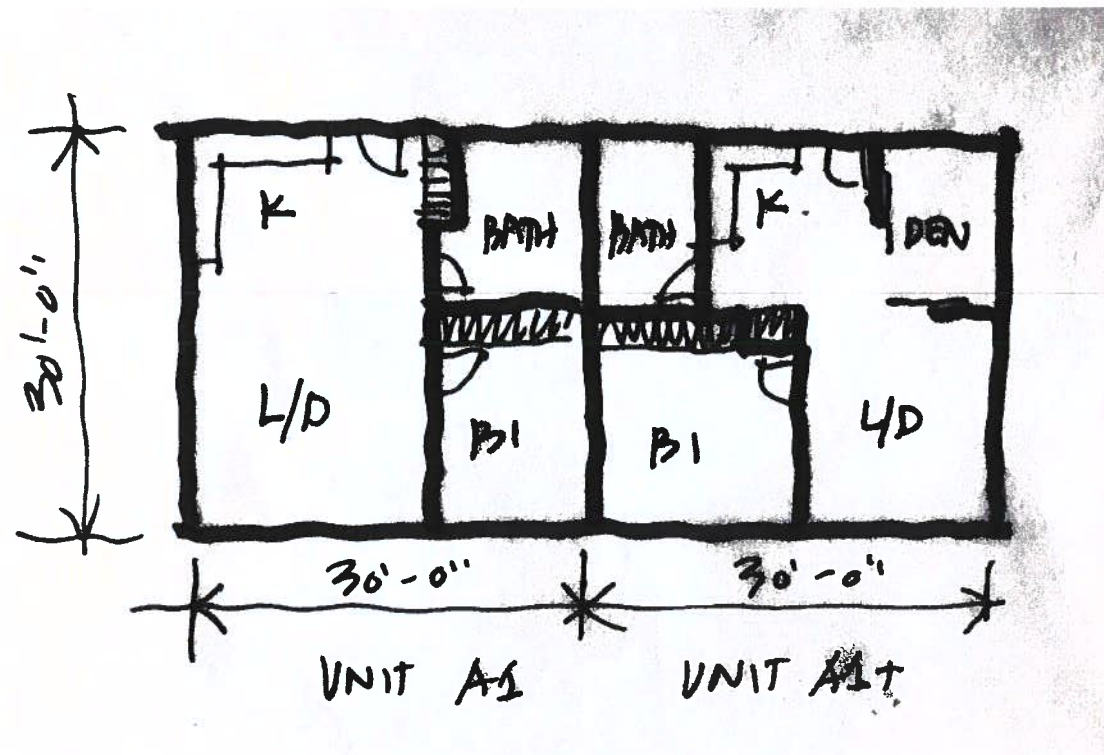 K
BATH
BATH
K
DEN
30'-0"
L/D
B1
B1
L/D
30'-0"
30'-0"
UNIT A1
UNIT A1+